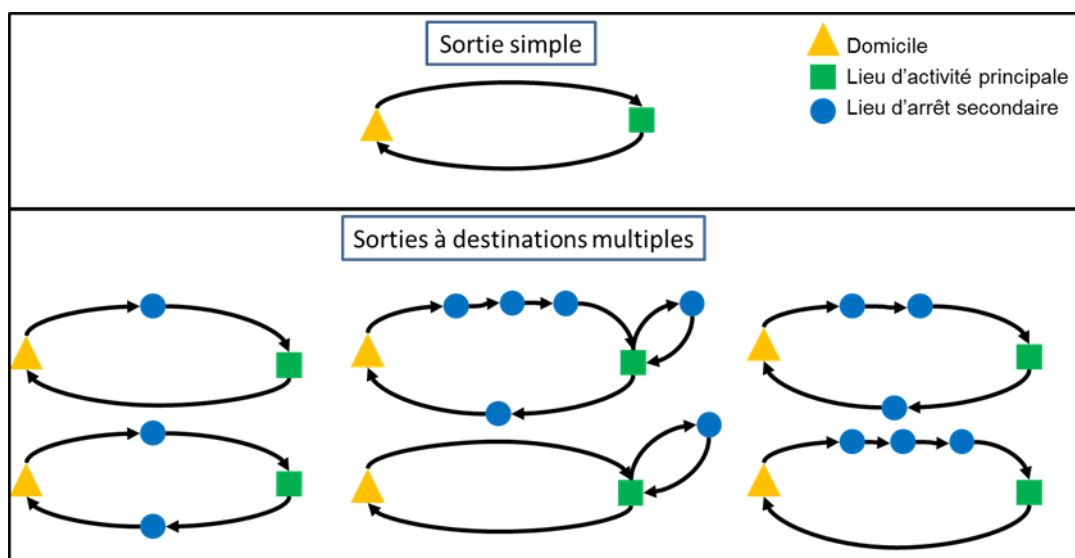 Sortie simple
Domicile
Lieu d'activité principale
Lieu d'arrêt secondaire
Sorties à destinations multiples